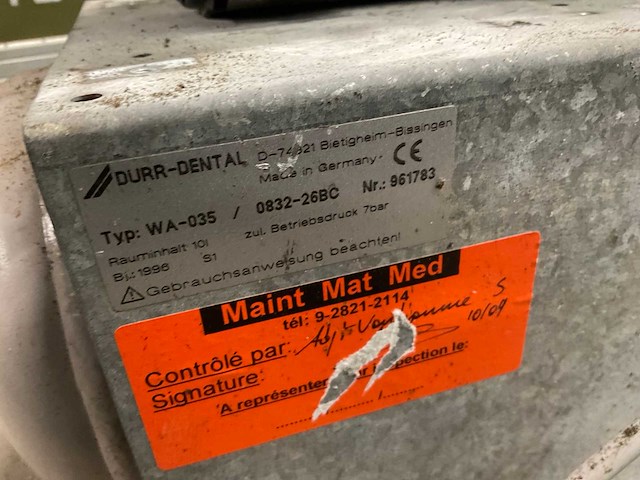 DURR-DENTAL D-74321 Bietigheim-Bissingen
Made in Germany CE
Typ: WA-035 / 0832-26BC Nr.: 961783
Rauminhalt 10l zul. Betriebsdruck 7bar
Bj.: 1996 S1
Gebrauchsanweisung beachten!
Maint Mat Med
tél: 9-2821-2114
Contrôlé par: S
Signature: 10/09
A représenter pour inspection le: